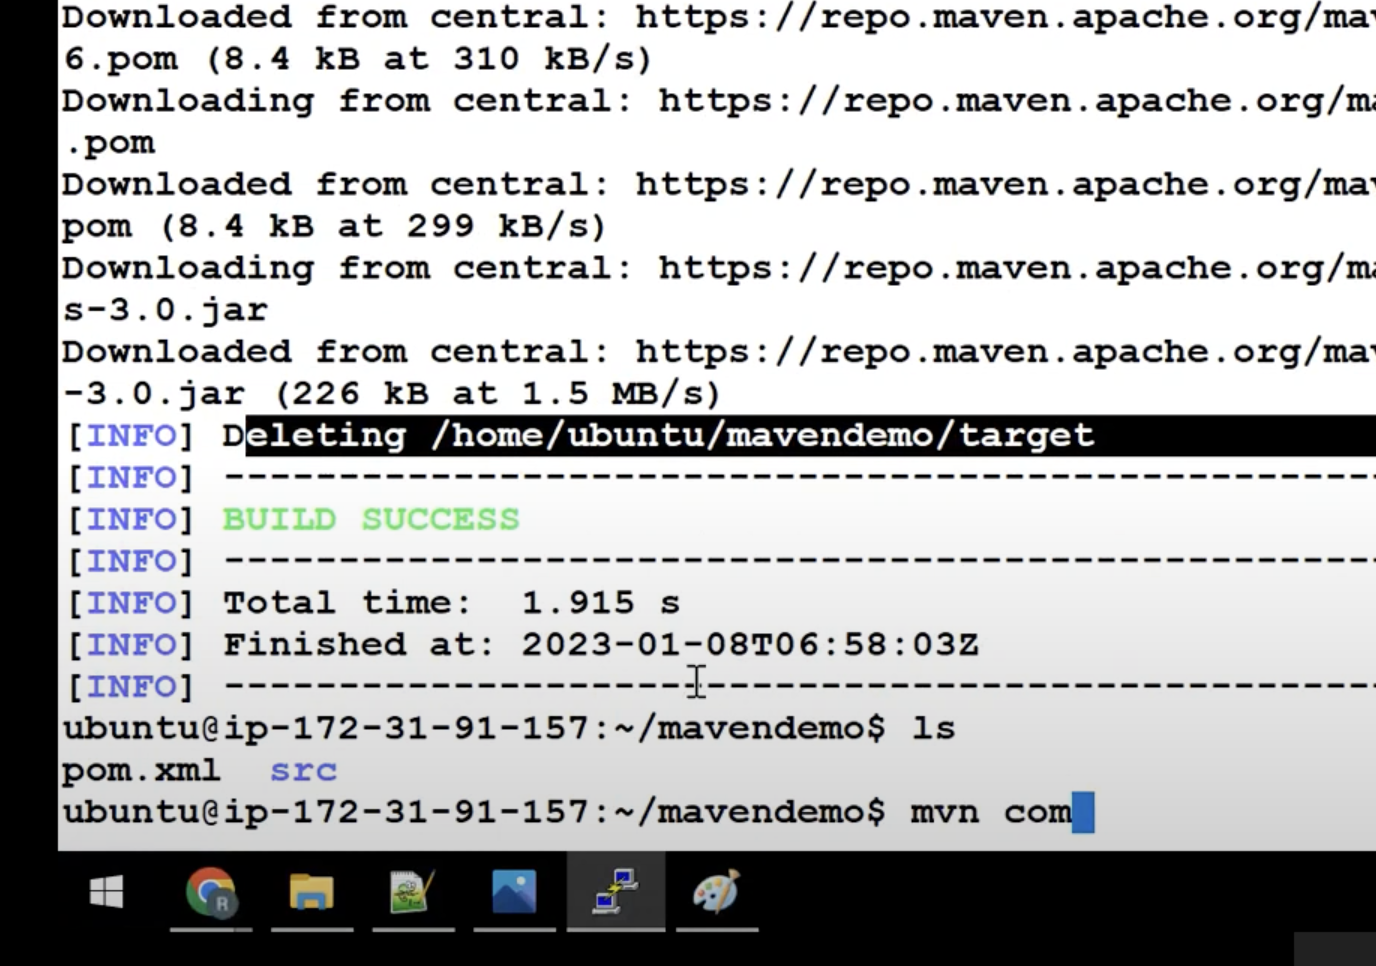 Downloaded from central: https://repo.maven.apache.org/mav
6.pom (8.4 kB at 310 kB/s)
Downloading from central: https://repo.maven.apache.org/ma
.pom
Downloaded from central: https://repo.maven.apache.org/mav
pom (8.4 kB at 299 kB/s)
Downloading from central: https://repo.maven.apache.org/ma
s-3.0.jar
Downloaded from central: https://repo.maven.apache.org/mav
-3.0.jar (226 kB at 1.5 MB/s)
[INFO] Deleting /home/ubuntu/mavendemo/target
[INFO] --------------------------------------------------
[INFO] BUILD SUCCESS
[INFO] --------------------------------------------------
[INFO] Total time:  1.915 s
[INFO] Finished at: 2023-01-08T06:58:03Z
[INFO] --------------------------------------------------
ubuntu@ip-172-31-91-157:~/mavendemo$ ls
pom.xml  src
ubuntu@ip-172-31-91-157:~/mavendemo$ mvn com
R